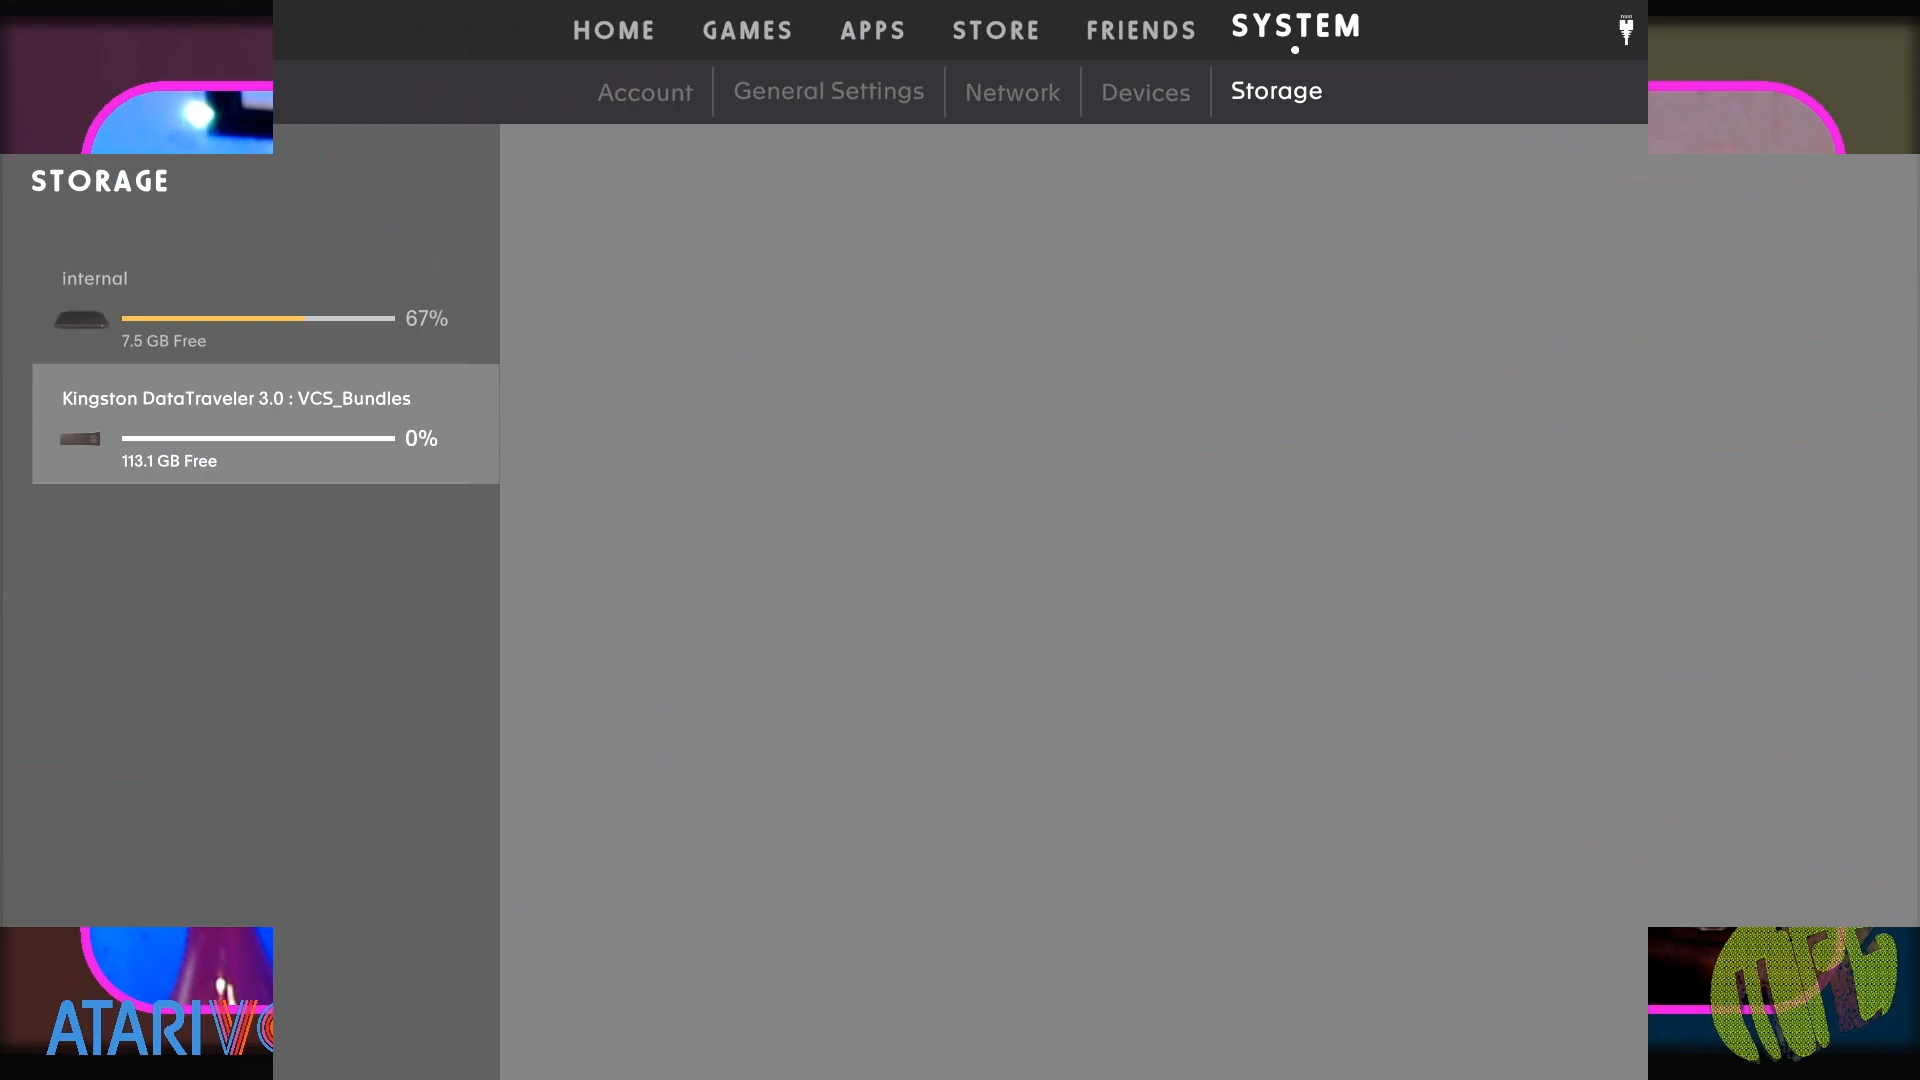 HOME GAMES APPS STORE FRIENDS SYSTEM
Account General Settings Network Devices Storage
STORAGE
internal
67%
7.5 GB Free
Kingston DataTraveler 3.0 : VCS_Bundles
0%
113.1 GB Free
ATARI VC